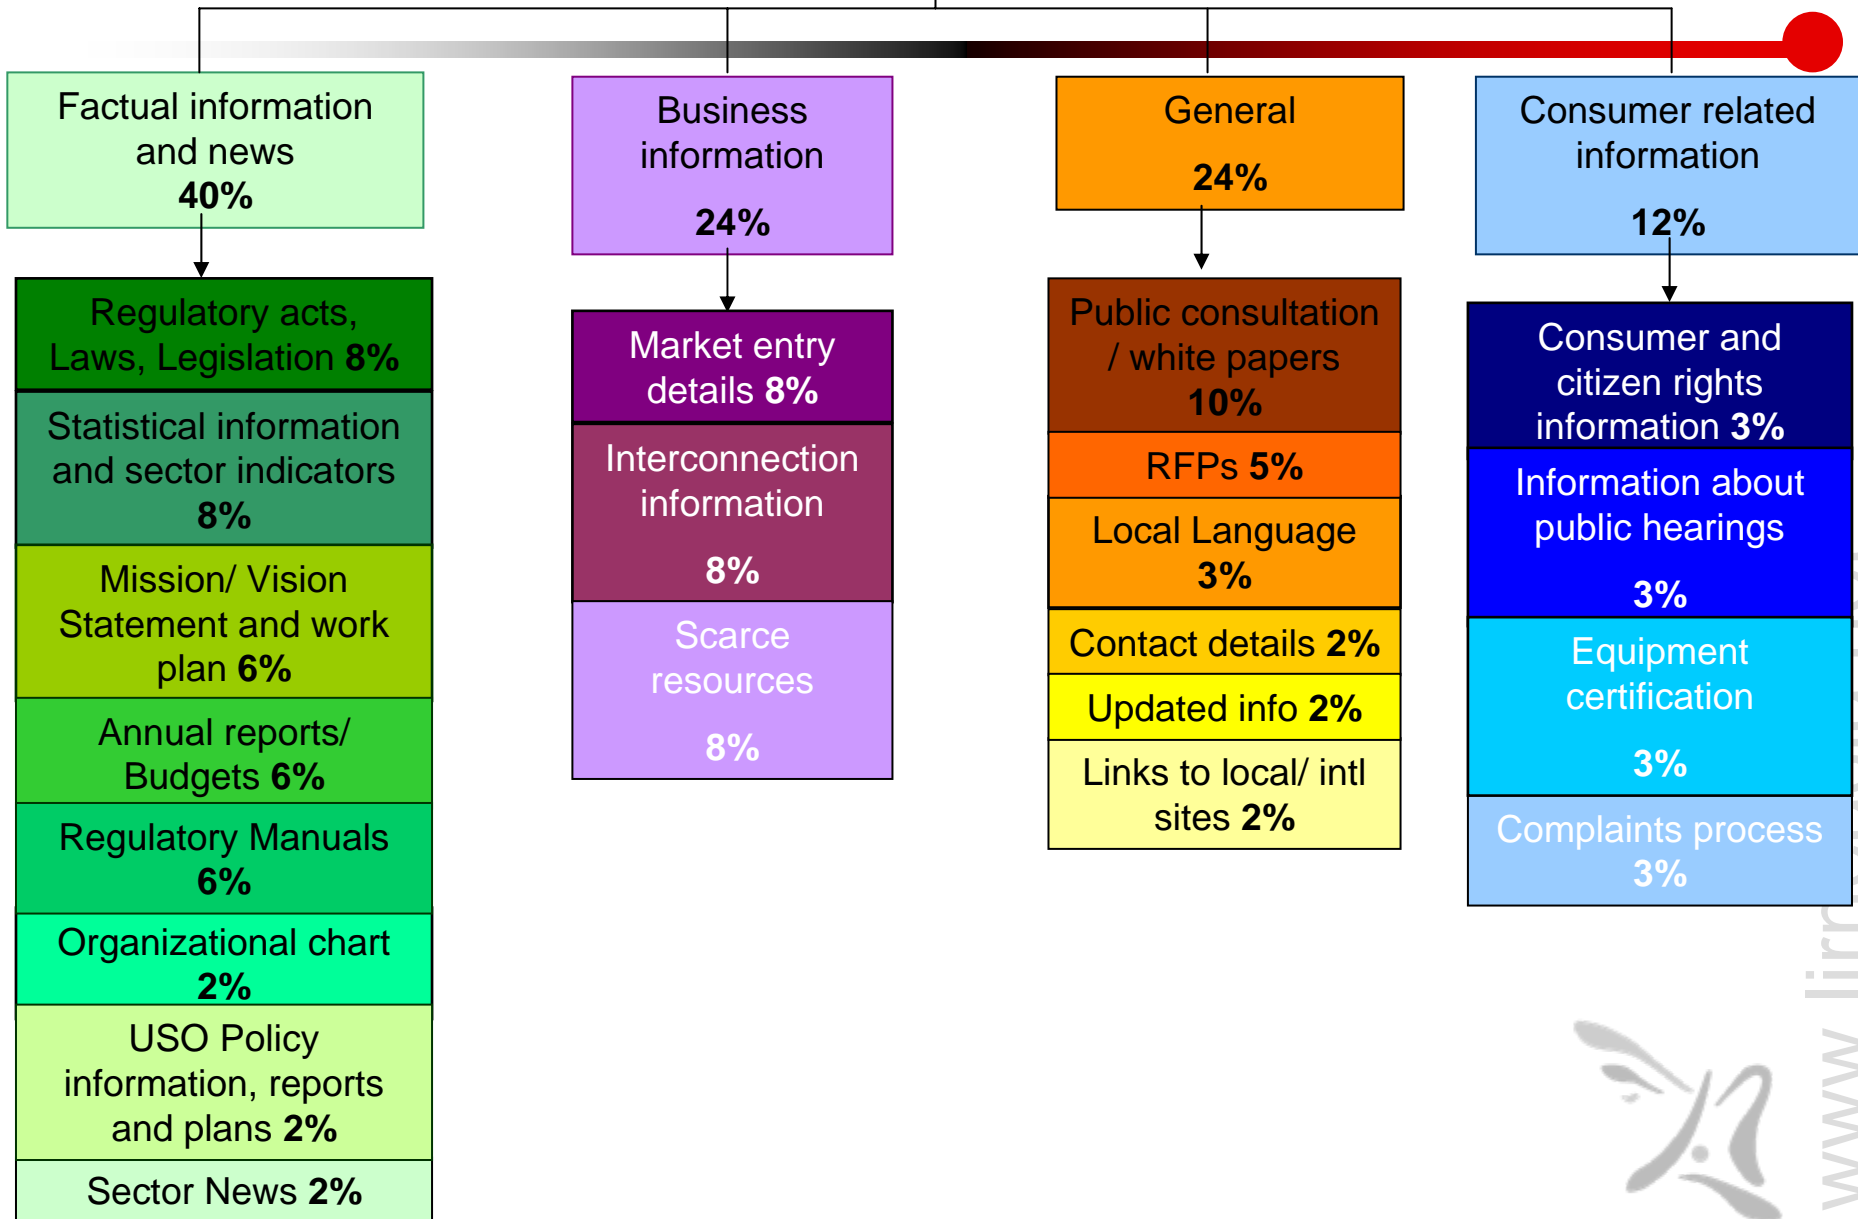 Factual information
and news
40%
Regulatory acts,
Laws, Legislation 8%
Statistical information
and sector indicators
8%
Mission/ Vision
Statement and work
plan 6%
Annual reports/
Budgets 6%
Regulatory Manuals
6%
Organizational chart
2%
USO Policy
information, reports
and plans 2%
Sector News 2%
Business
information
24%
Market entry
details 8%
Interconnection
information
8%
Scarce
resources
8%
General
24%
Public consultation
/ white papers
10%
RFPs 5%
Local Language
3%
Contact details 2%
Updated info 2%
Links to local/ intl
sites 2%
Consumer related
information
12%
Consumer and
citizen rights
information 3%
Information about
public hearings
3%
Equipment
certification
3%
Complaints process
3%
www